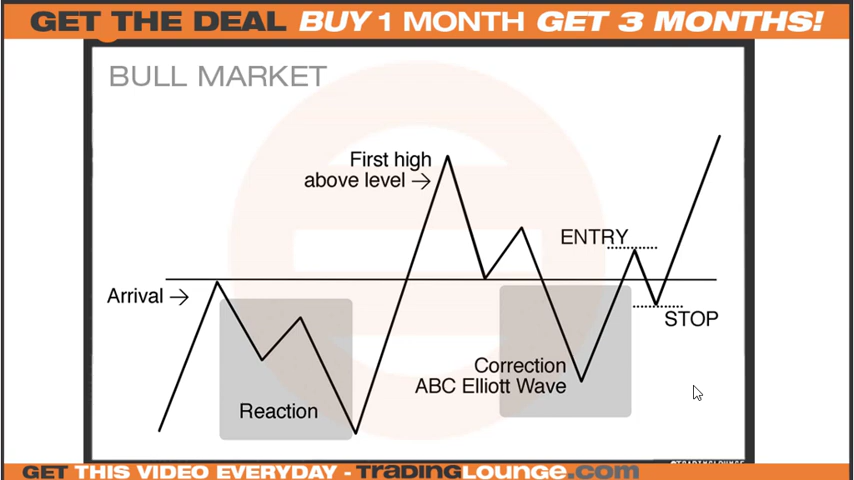 GET THE DEAL BUY 1 MONTH GET 3 MONTHS!
BULL MARKET
First high
above level →
ENTRY
Arrival →
STOP
Correction
ABC Elliott Wave
Reaction
GET THIS VIDEO EVERYDAY - TradingLounge.com